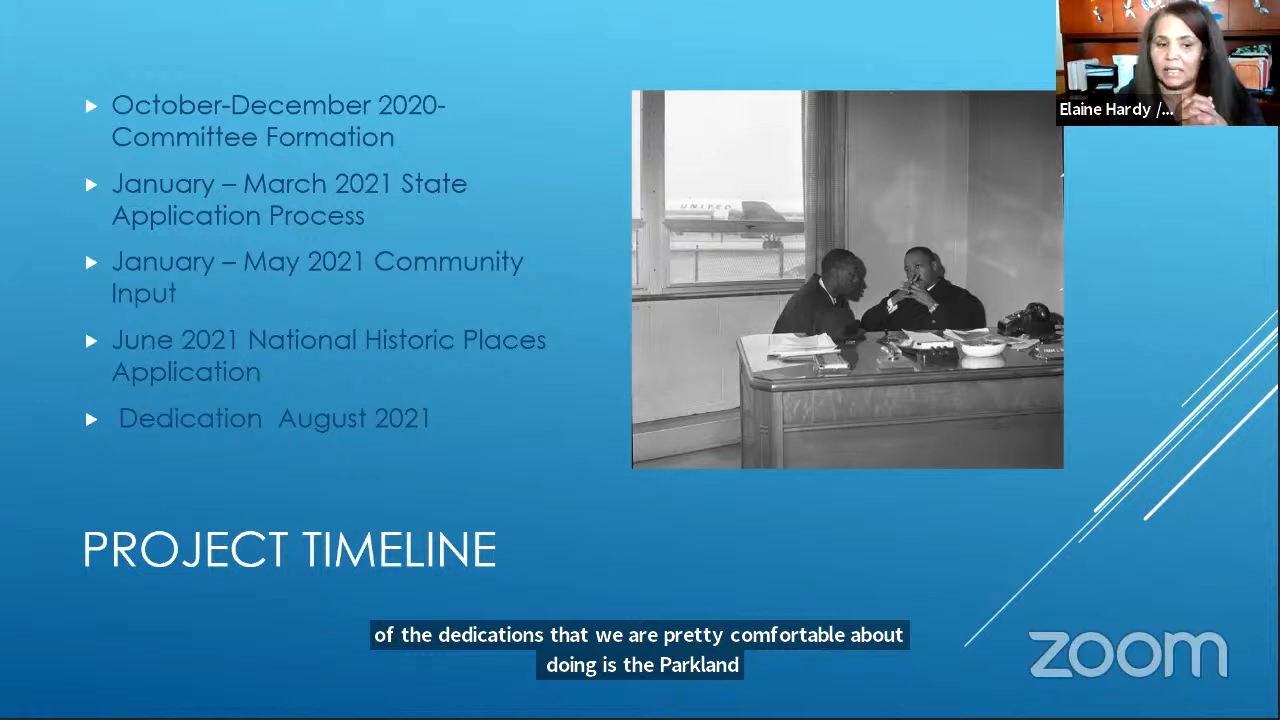 October-December 2020-
Committee Formation
January – March 2021 State
Application Process
January – May 2021 Community
Input
June 2021 National Historic Places
Application
Dedication August 2021
UNITED
Elaine Hardy /...
PROJECT TIMELINE
of the dedications that we are pretty comfortable about
doing is the Parkland
zoom